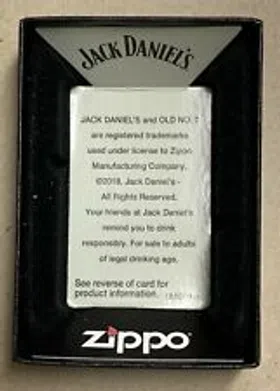 JACK DANIEL'S
JACK DANIEL'S and OLD NO. 7
are registered trademarks
used under license to Zippo
Manufacturing Company.
©2018, Jack Daniel's -
All Rights Reserved.
Your friends at Jack Daniel's
remind you to drink
responsibly. For sale to adults
of legal drinking age.
See reverse of card for
product information.
zippo